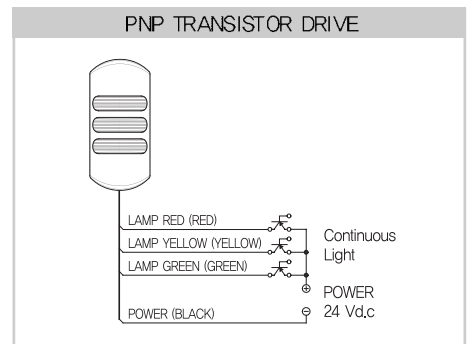 PNP TRANSISTOR DRIVE
LAMP RED (RED)
LAMP YELLOW (YELLOW)
LAMP GREEN (GREEN)
Continuous
Light
⊕ POWER
⊖ 24 Vd.c
POWER (BLACK)